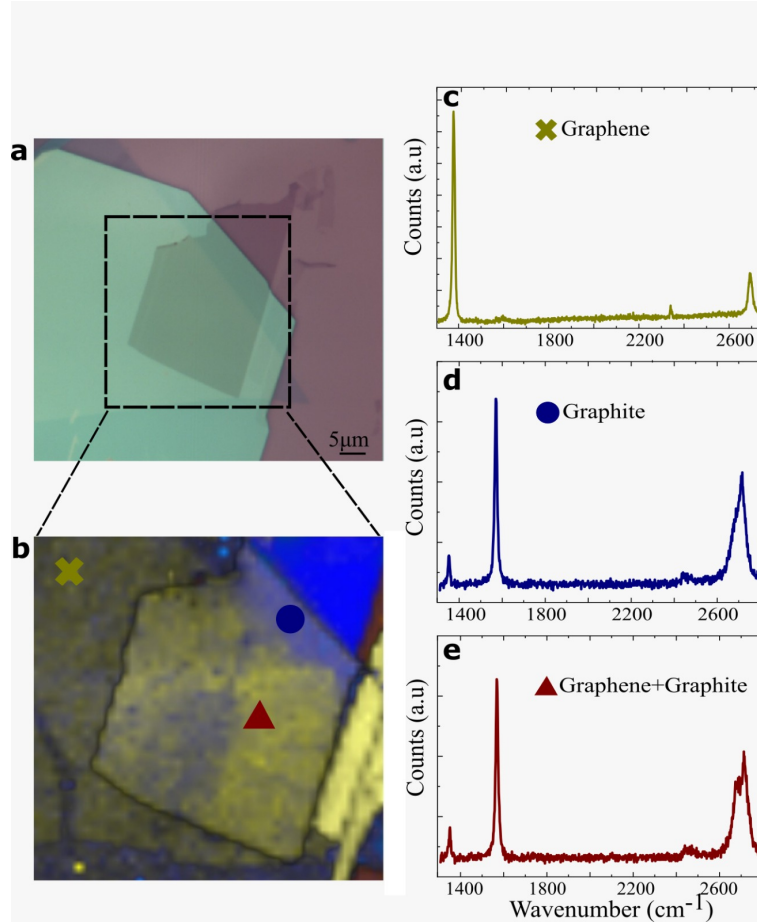 a
5μm
b
c
Graphene
Counts (a.u)
1400 1800 2200 2600
d
Graphite
Counts (a.u)
1400 1800 2200 2600
e
Graphene+Graphite
Counts (a.u)
1400 1800 2200 2600
Wavenumber (cm⁻¹)